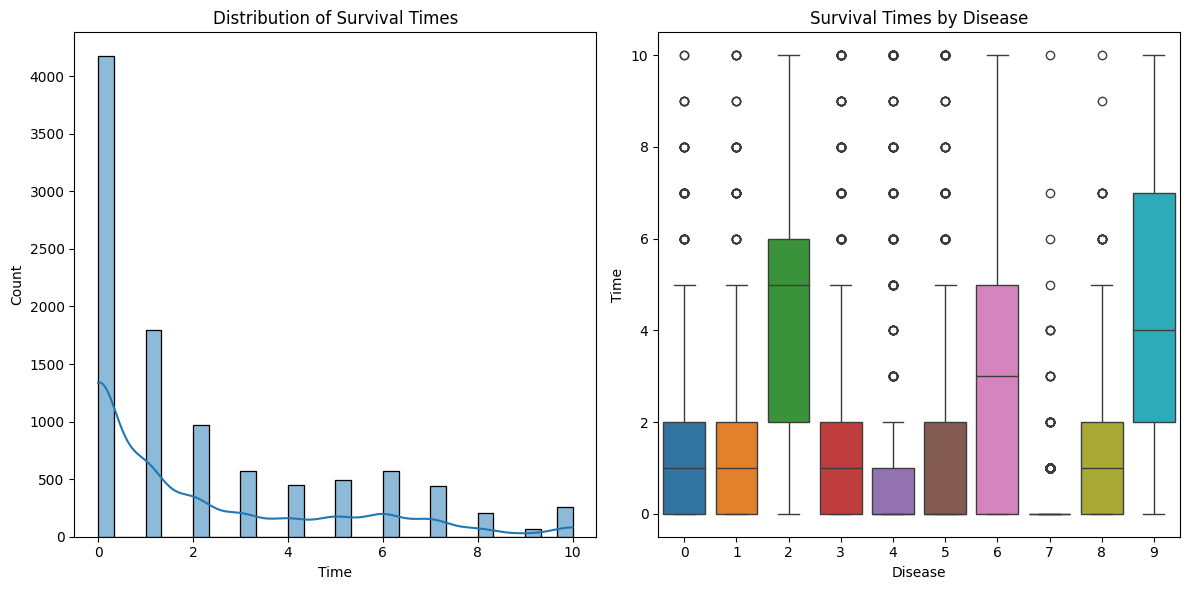 Distribution of Survival Times
4000
3500
3000
2500
2000
1500
1000
500
0
Count
0 2 4 6 8 10
Time
Survival Times by Disease
10
8
6
4
2
0
Time
0 1 2 3 4 5 6 7 8 9
Disease